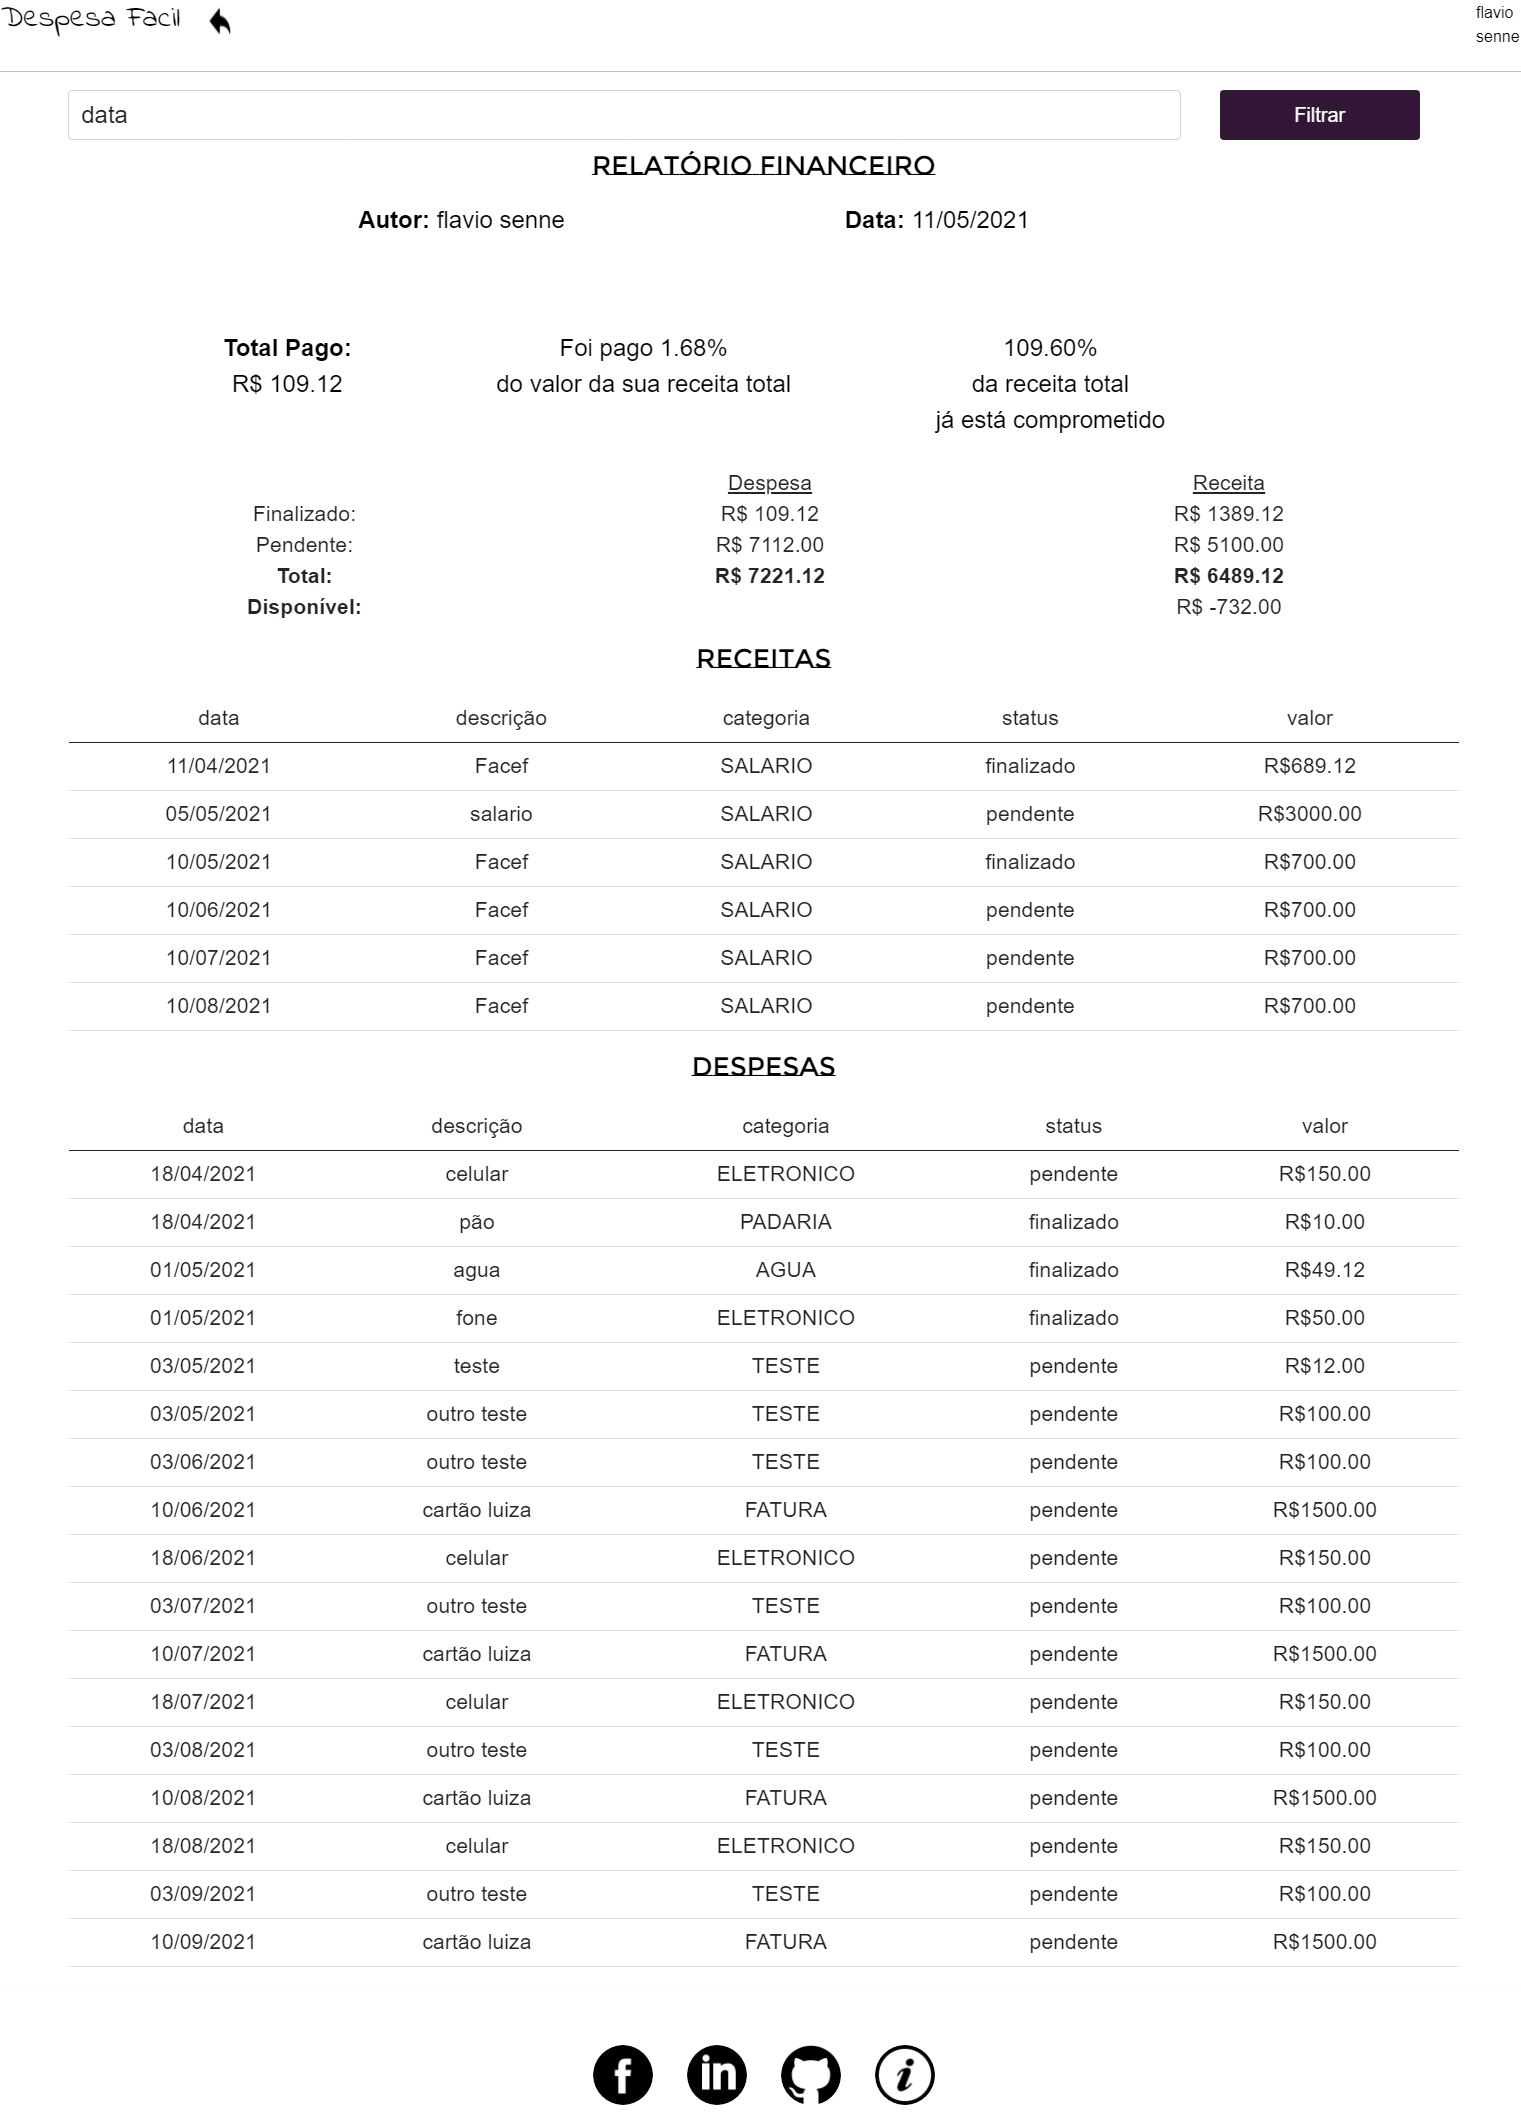 Despesa Facil
flavio
senne
data
Filtrar
RELATÓRIO FINANCEIRO
Autor: flavio senne Data: 11/05/2021
Total Pago: Foi pago 1.68% 109.60%
R$ 109.12 do valor da sua receita total da receita total
já está comprometido
Despesa Receita
Finalizado: R$ 109.12 R$ 1389.12
Pendente: R$ 7112.00 R$ 5100.00
Total: R$ 7221.12 R$ 6489.12
Disponível: R$ -732.00
RECEITAS
data descrição categoria status valor
11/04/2021 Facef SALARIO finalizado R$689.12
05/05/2021 salario SALARIO pendente R$3000.00
10/05/2021 Facef SALARIO finalizado R$700.00
10/06/2021 Facef SALARIO pendente R$700.00
10/07/2021 Facef SALARIO pendente R$700.00
10/08/2021 Facef SALARIO pendente R$700.00
DESPESAS
data descrição categoria status valor
18/04/2021 celular ELETRONICO pendente R$150.00
18/04/2021 pão PADARIA finalizado R$10.00
01/05/2021 agua AGUA finalizado R$49.12
01/05/2021 fone ELETRONICO finalizado R$50.00
03/05/2021 teste TESTE pendente R$12.00
03/05/2021 outro teste TESTE pendente R$100.00
03/06/2021 outro teste TESTE pendente R$100.00
10/06/2021 cartão luiza FATURA pendente R$1500.00
18/06/2021 celular ELETRONICO pendente R$150.00
03/07/2021 outro teste TESTE pendente R$100.00
10/07/2021 cartão luiza FATURA pendente R$1500.00
18/07/2021 celular ELETRONICO pendente R$150.00
03/08/2021 outro teste TESTE pendente R$100.00
10/08/2021 cartão luiza FATURA pendente R$1500.00
18/08/2021 celular ELETRONICO pendente R$150.00
03/09/2021 outro teste TESTE pendente R$100.00
10/09/2021 cartão luiza FATURA pendente R$1500.00